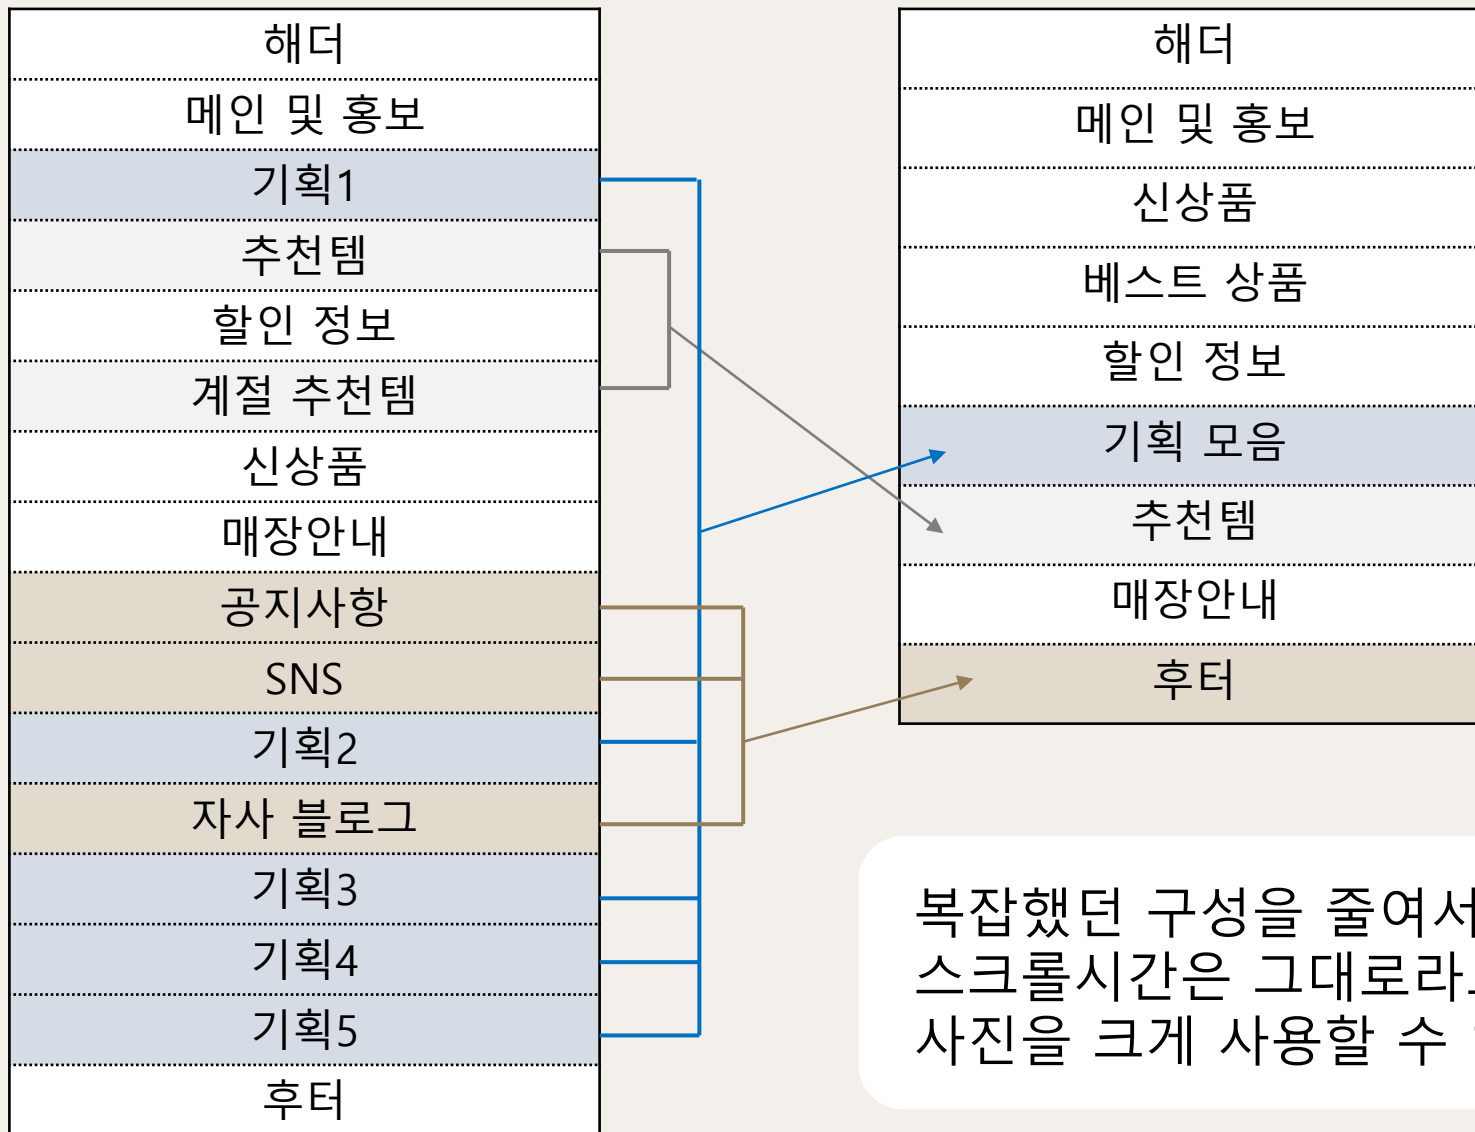 해더
메인 및 홍보
기획1
추천템
할인 정보
계절 추천템
신상품
매장안내
공지사항
SNS
기획2
자사 블로그
기획3
기획4
기획5
후터
해더
메인 및 홍보
신상품
베스트 상품
할인 정보
기획 모음
추천템
매장안내
후터
복잡했던 구성을 줄여서
스크롤시간은 그대로라
사진을 크게 사용할 수